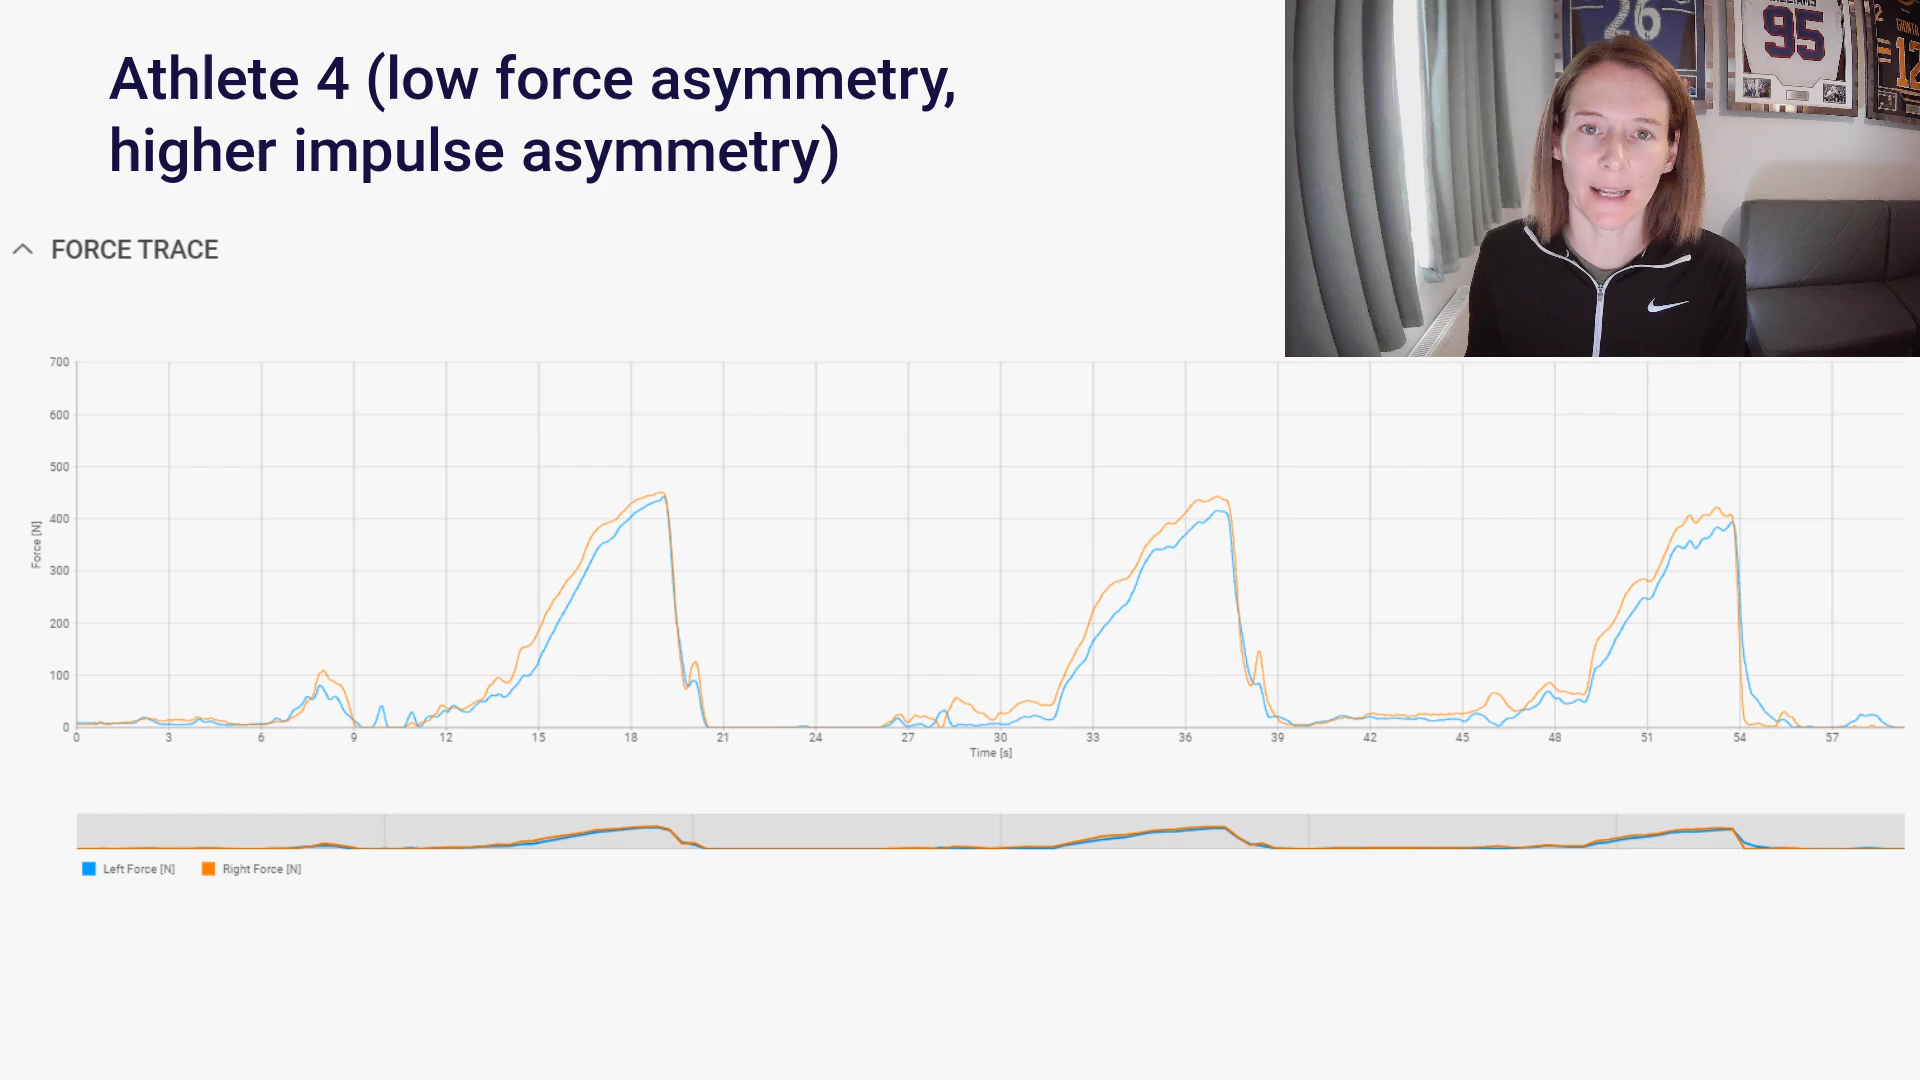 Athlete 4 (low force asymmetry,
higher impulse asymmetry)
26
95
12
FORCE TRACE
700
600
500
400
300
200
100
0
Force [N]
0 3 6 9 12 15 18 21 24 27 30 33 36 39 42 45 48 51 54 57
Time [s]
Left Force [N] Right Force [N]